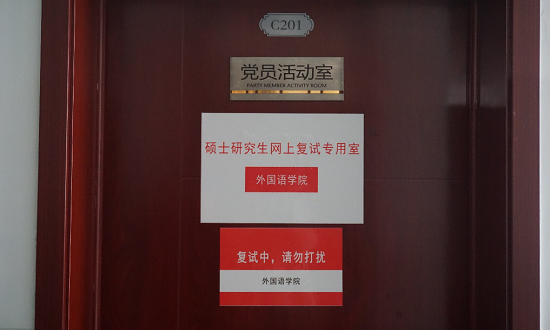 C201
党员活动室
PARTY MEMBER ACTIVITY ROOM
硕士研究生网上复试专用室
外国语学院
复试中，请勿打扰
外国语学院